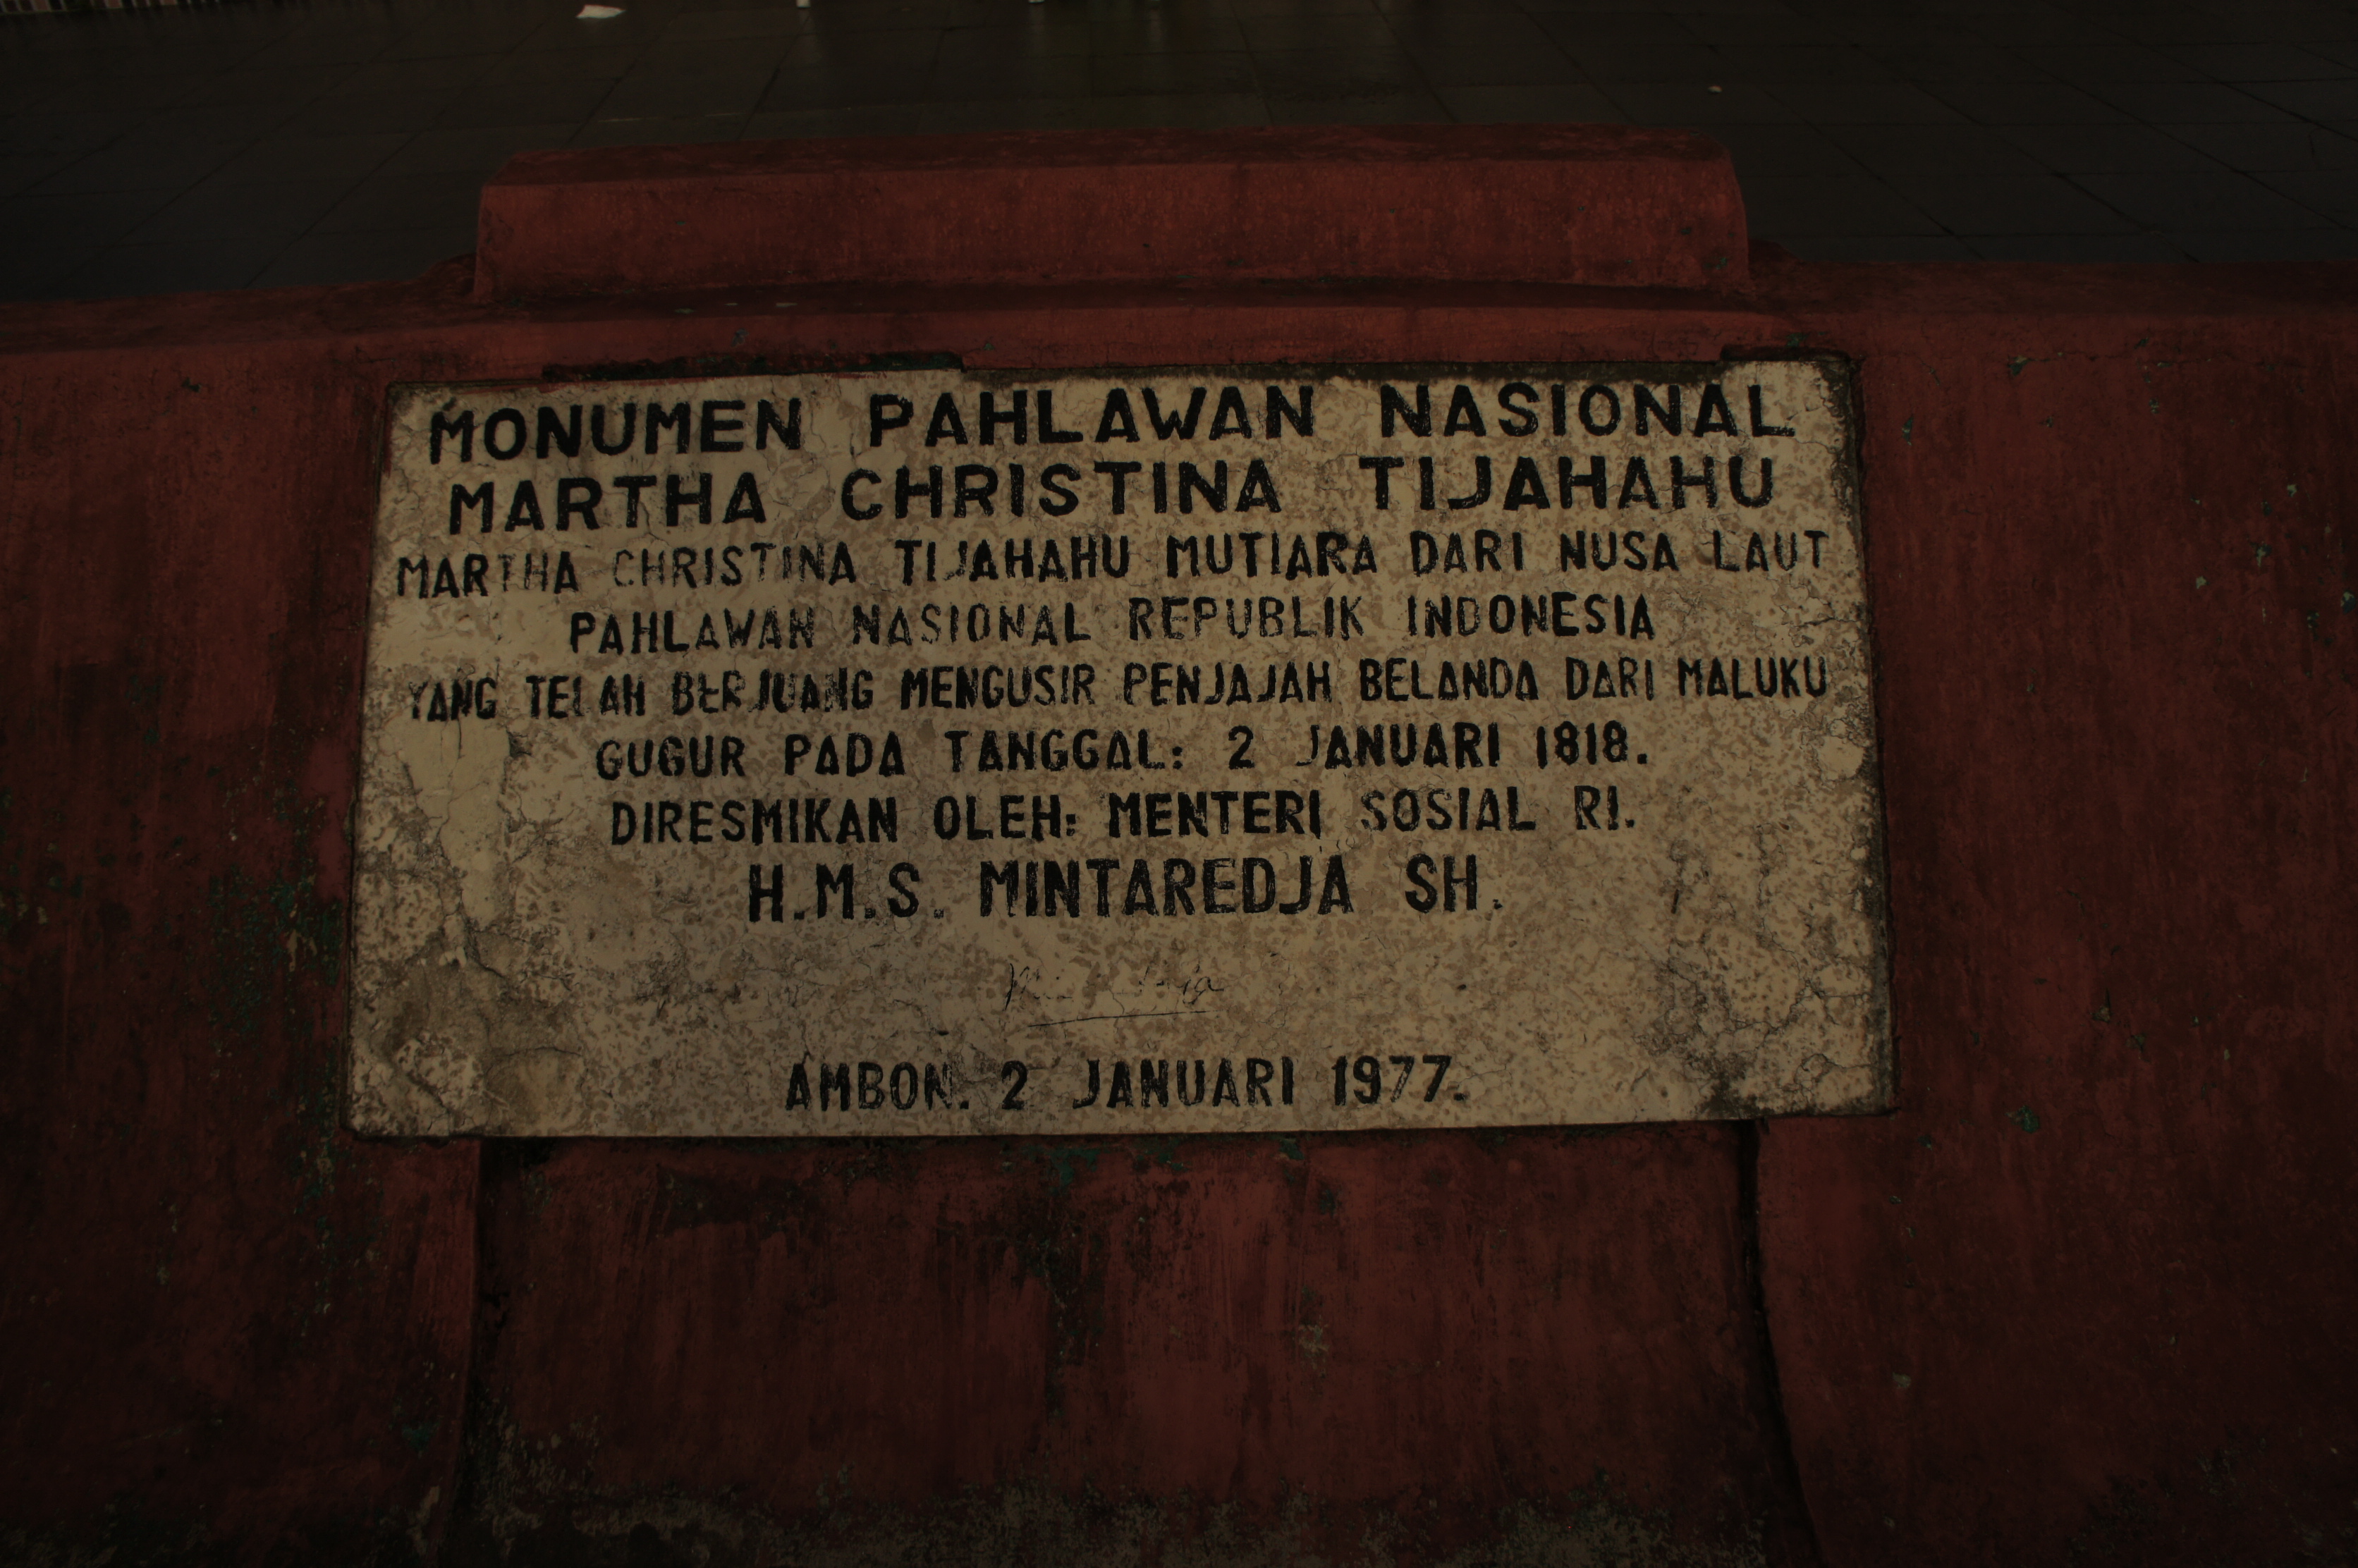 MONUMEN PAHLAWAN NASIONAL
MARTHA CHRISTINA TIJAHAHU
MARTHA CHRISTINA TIJAHAHU MUTIARA DARI NUSA LAUT
PAHLAWAN NASIONAL REPUBLIK INDONESIA
YANG TELAH BERJUANG MENGUSIR PENJAJAH BELANDA DARI MALUKU
GUGUR PADA TANGGAL: 2 JANUARI 1818.
DIRESMIKAN OLEH: MENTERI SOSIAL RI.
H.M.S. MINTAREDJA SH.
AMBON. 2 JANUARI 1977.